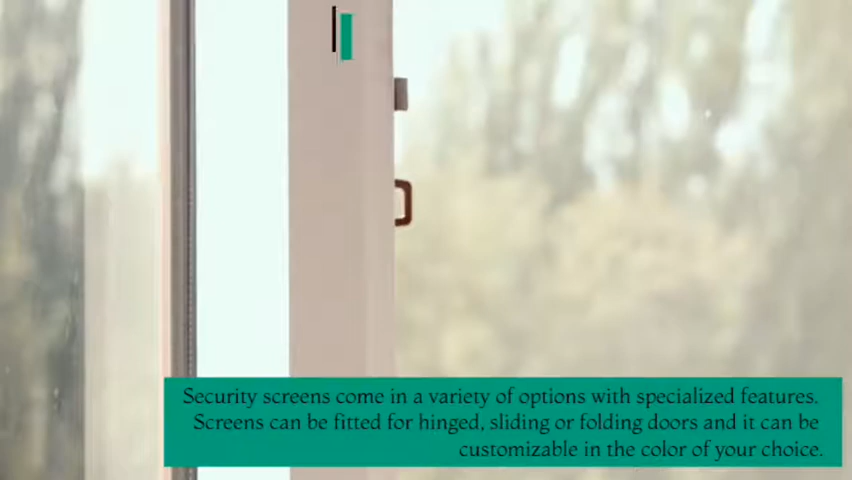 Security screens come in a variety of options with specialized features.
Screens can be fitted for hinged, sliding or folding doors and it can be
customizable in the color of your choice.